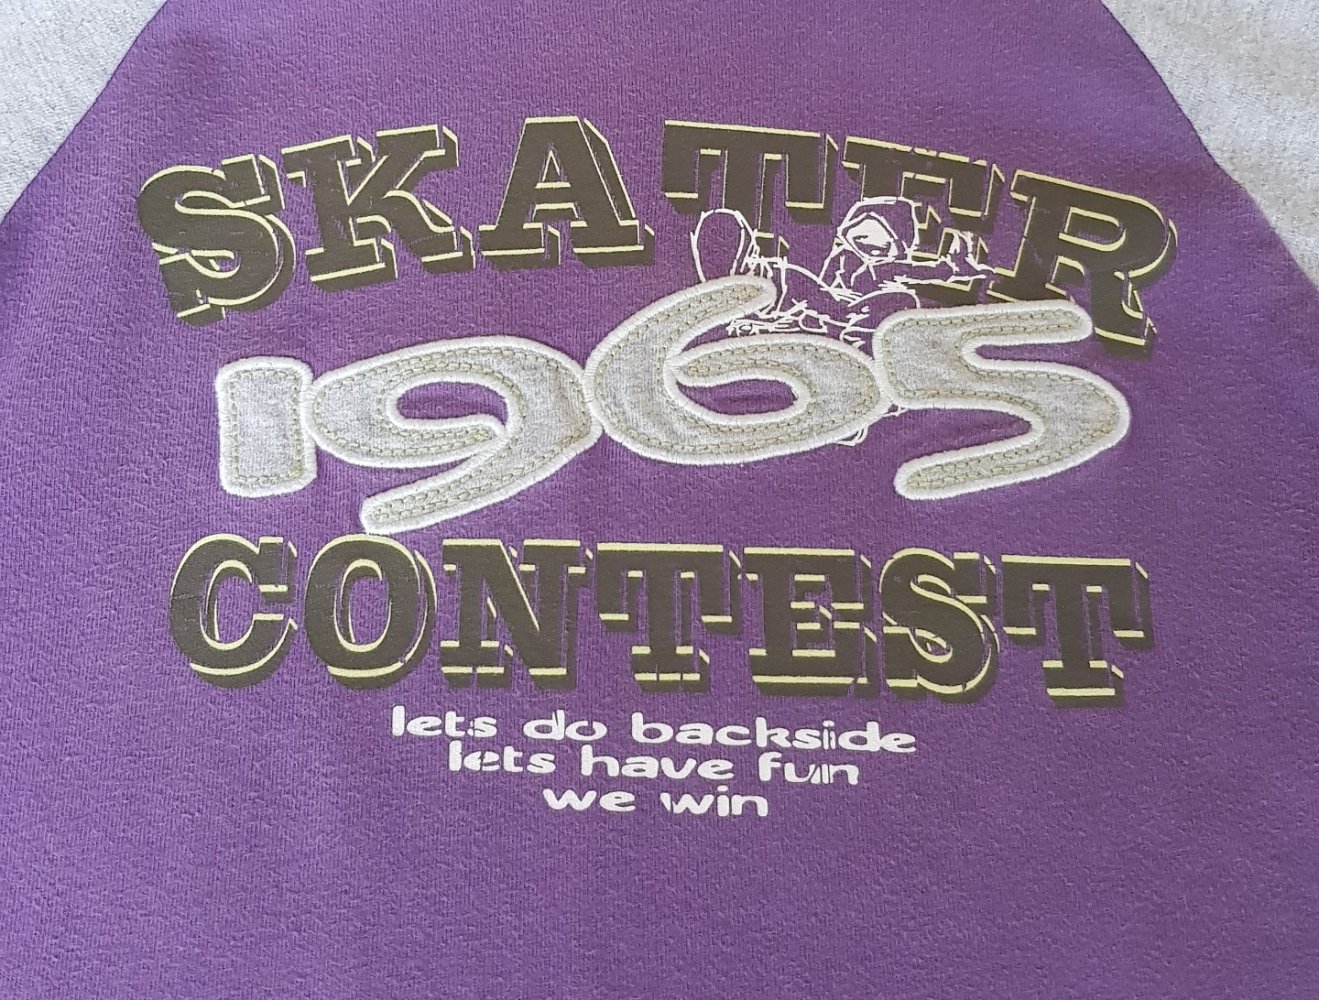 SKATER
1965
CONTEST
lets do backside
lets have fun
we win